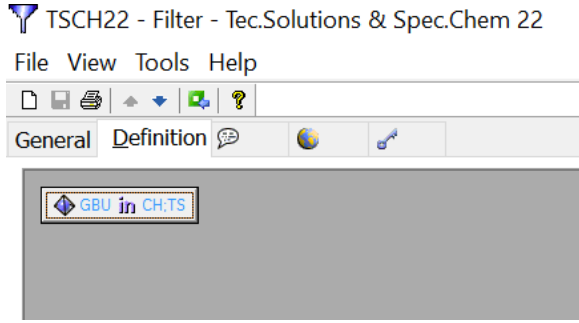 TSCH22 - Filter - Tec.Solutions & Spec.Chem 22
File View Tools Help
General Definition
GBU in CH;TS